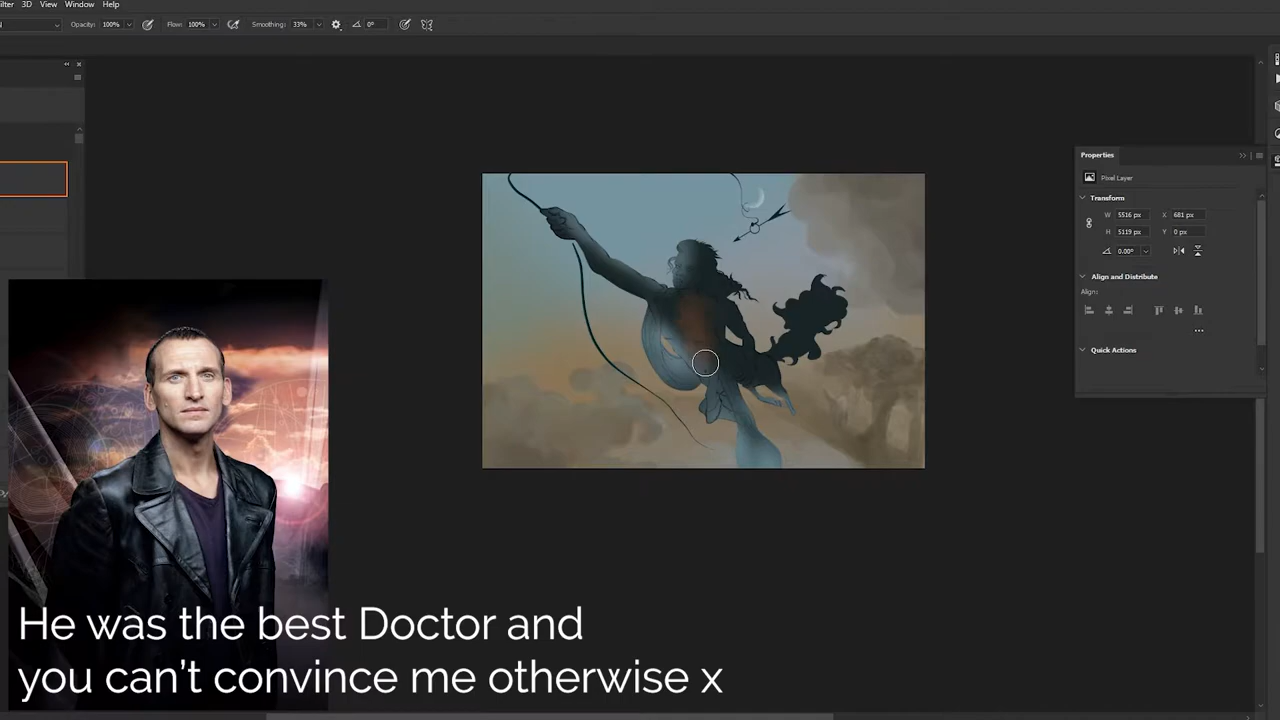 3D View Window Help
Opacity: 100% Flow: 100% Smoothing: 33% 0°
Properties
Pixel Layer
Transform
W 5516 px X 681 px
H 5119 px Y 0 px
0.00°
Align and Distribute
Align:
Quick Actions
He was the best Doctor and
you can't convince me otherwise x